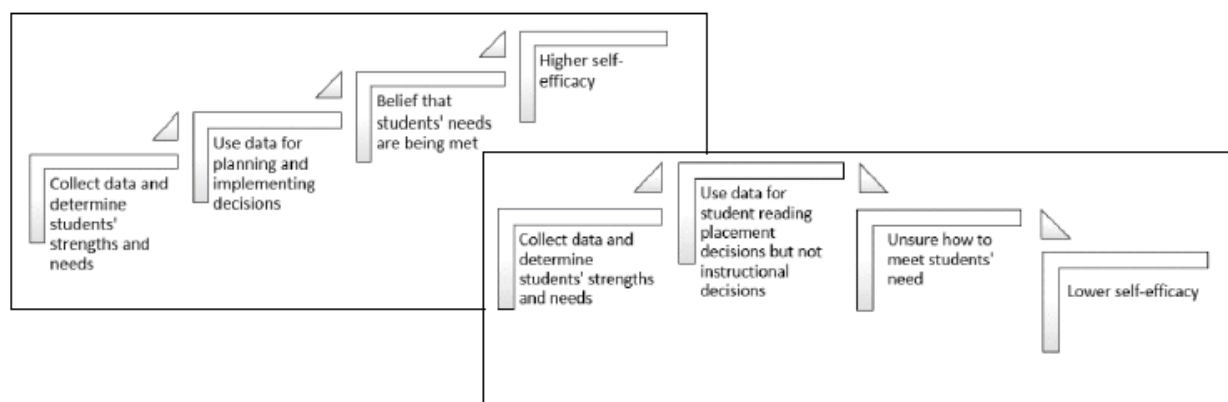 Collect data and
determine
students'
strengths and
needs
Use data for
planning and
implementing
decisions
Belief that
students' needs
are being met
Higher self-
efficacy
Collect data and
determine
students' strengths
and needs
Use data for
student reading
placement
decisions but not
instructional
decisions
Unsure how to
meet students'
need
Lower self-efficacy